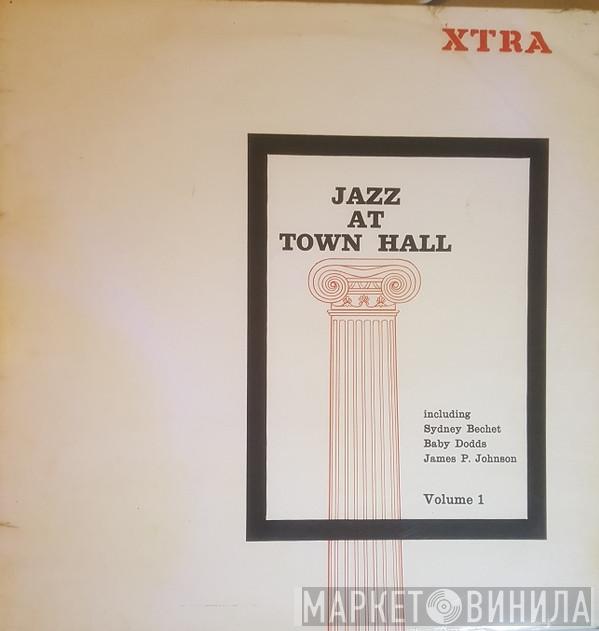 XTRA
JAZZ
AT
TOWN HALL
including
Sydney Bechet
Baby Dodds
James P. Johnson
Volume 1
МАРКЕТ ВИНИЛА